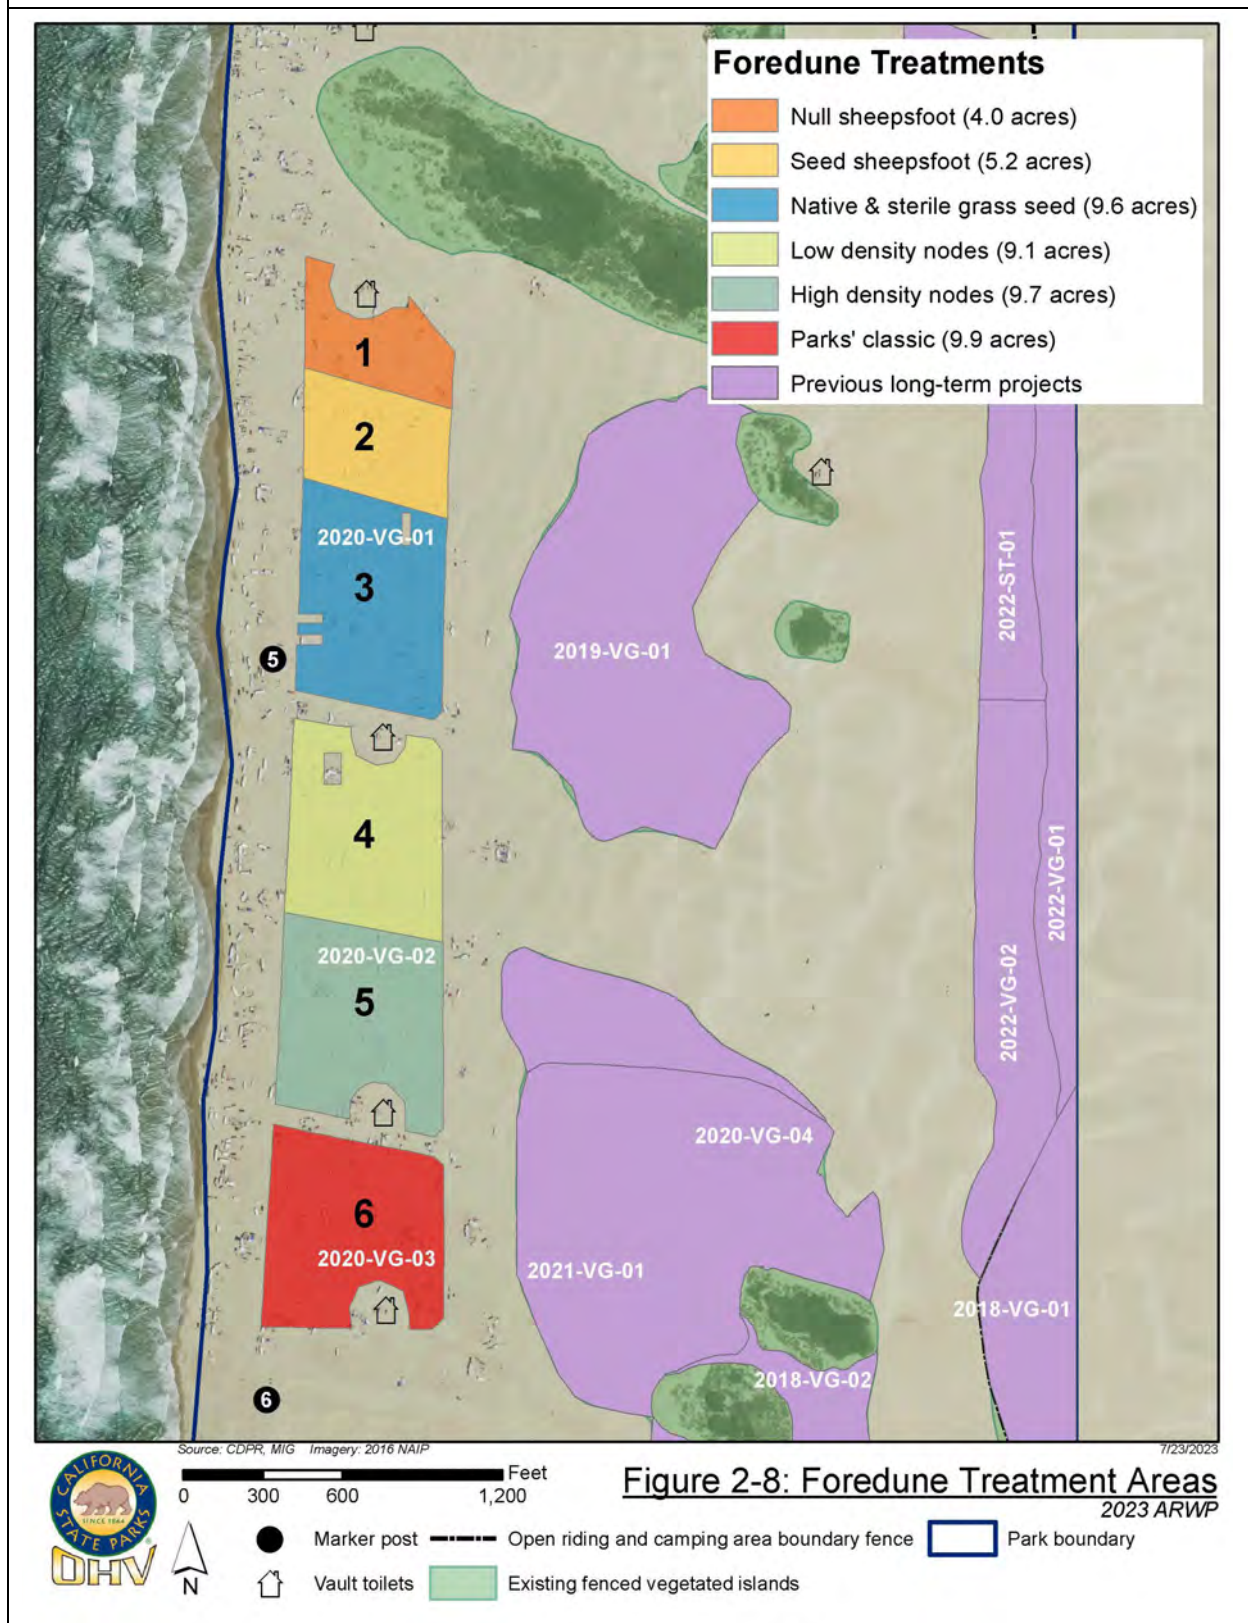 Foredune Treatments
Null sheepsfoot (4.0 acres)
Seed sheepsfoot (5.2 acres)
Native & sterile grass seed (9.6 acres)
Low density nodes (9.1 acres)
High density nodes (9.7 acres)
Parks' classic (9.9 acres)
Previous long-term projects
1
2
2020-VG-01
3
5
2019-VG-01
2022-ST-01
4
2022-VG-01
2022-VG-02
2020-VG-02
5
2020-VG-04
6
2020-VG-03
2021-VG-01
2018-VG-01
2018-VG-02
6
Source: CDPR, MIG Imagery: 2016 NAIP
7/23/2023
CALIFORNIA
STATE PARKS
SINCE 1864
OHV
Feet
0 300 600 1,200
Figure 2-8: Foredune Treatment Areas
2023 ARWP
N
Marker post
Open riding and camping area boundary fence
Park boundary
Vault toilets
Existing fenced vegetated islands